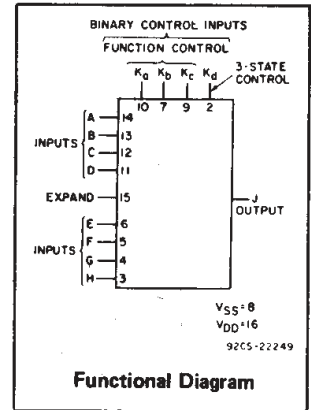 BINARY CONTROL INPUTS
FUNCTION CONTROL
Ka Kb Kc Kd
3-STATE
CONTROL
10 7 9 2
A 14
B 13
INPUTS
C 12
D 11
EXPAND 15
J
OUTPUT
E 6
F 5
INPUTS
G 4
H 3
VSS=8
VDD=16
92CS-22249
Functional Diagram